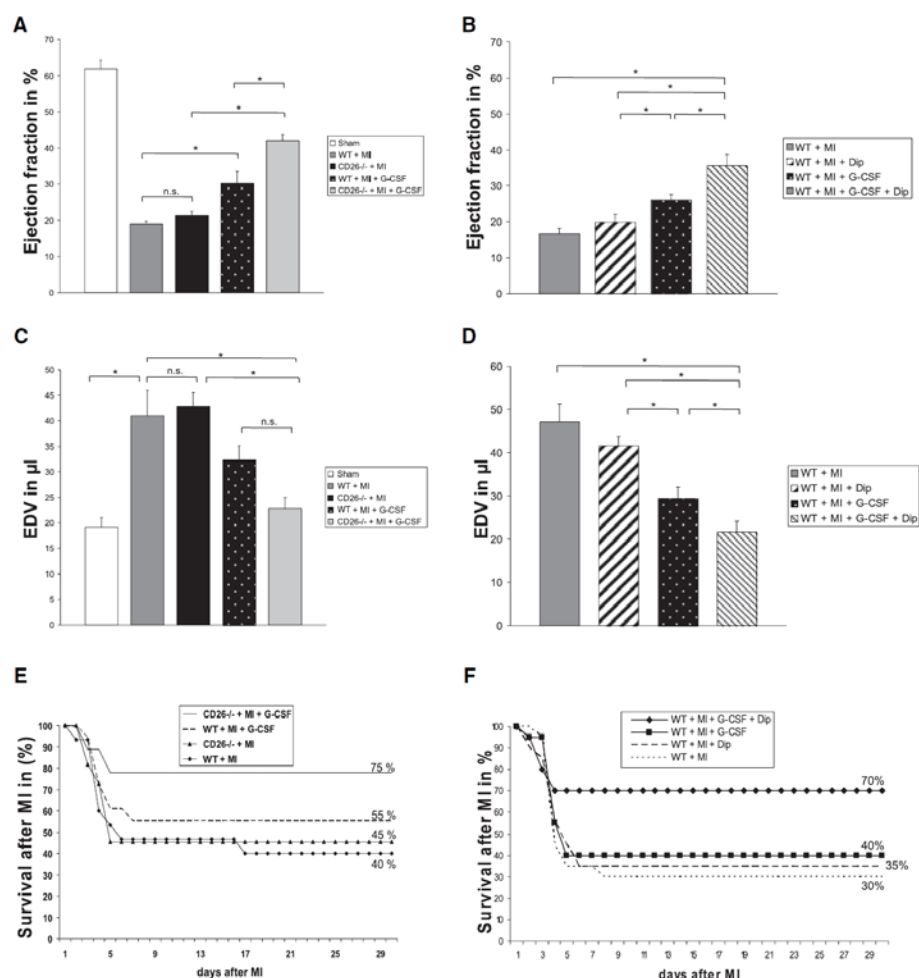 A
Ejection fraction in %
70
60
50
40
30
20
10
0
n.s.
*
*
*
Sham
WT + MI
CD26-/- + MI
WT + MI + G-CSF
CD26-/- + MI + G-CSF
B
Ejection fraction in %
60
50
40
30
20
10
0
*
*
*
*
WT + MI
WT + MI + Dip
WT + MI + G-CSF
WT + MI + G-CSF + Dip
C
EDV in µl
50
45
40
35
30
25
20
15
10
5
0
*
*
n.s.
*
n.s.
Sham
WT + MI
CD26-/- + MI
WT + MI + G-CSF
CD26-/- + MI + G-CSF
D
EDV in µl
60
50
40
30
20
10
0
*
*
*
*
WT + MI
WT + MI + Dip
WT + MI + G-CSF
WT + MI + G-CSF + Dip
E
Survival after MI in (%)
100
90
80
70
60
50
40
30
20
10
0
CD26-/- + MI + G-CSF
WT + MI + G-CSF
CD26-/- + MI
WT + MI
75 %
55 %
45 %
40 %
1 5 9 13 17 21 25 29
days after MI
F
Survival after MI in %
100
90
80
70
60
50
40
30
20
10
0
WT + MI + G-CSF + Dip
WT + MI + G-CSF
WT + MI + Dip
WT + MI
70%
40%
35%
30%
1 3 5 7 9 11 13 15 17 19 21 23 25 27 29
days after MI